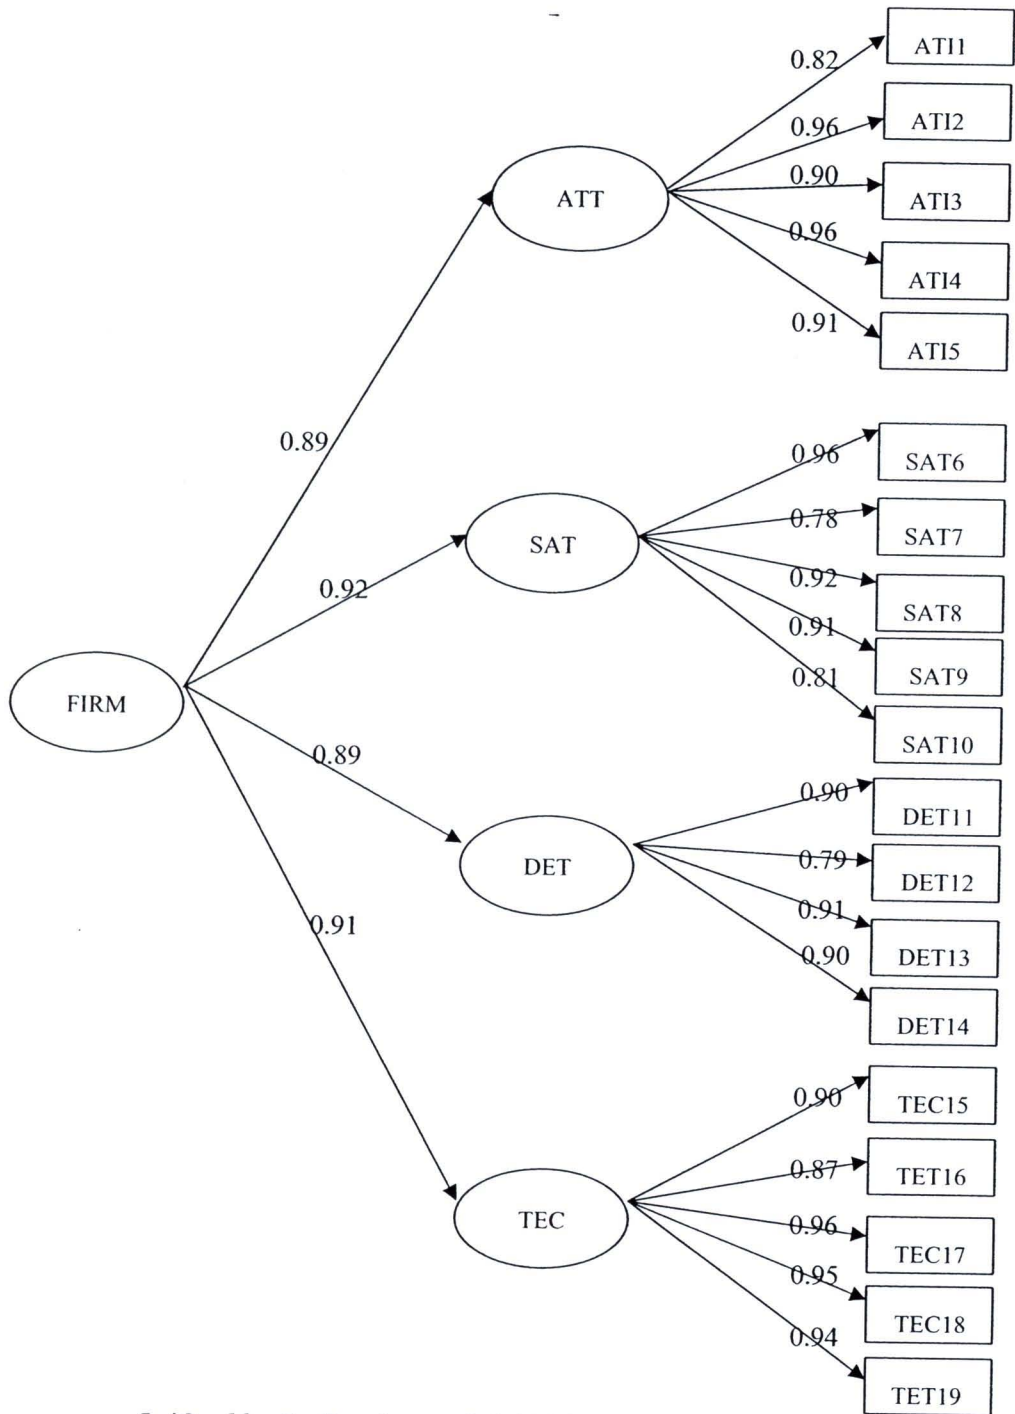 ATI1
0.82
ATI2
0.96
0.90
ATI3
ATT
0.96
ATI4
0.91
ATI5
0.89
0.96
SAT6
0.78
SAT7
SAT
0.92
SAT8
0.92
0.91
SAT9
0.81
SAT10
FIRM
0.89
0.90
DET11
0.79
DET12
DET
0.91
DET13
0.91
0.90
DET14
0.90
TEC15
0.87
TET16
TEC
0.96
TEC17
0.95
TEC18
0.94
TET19